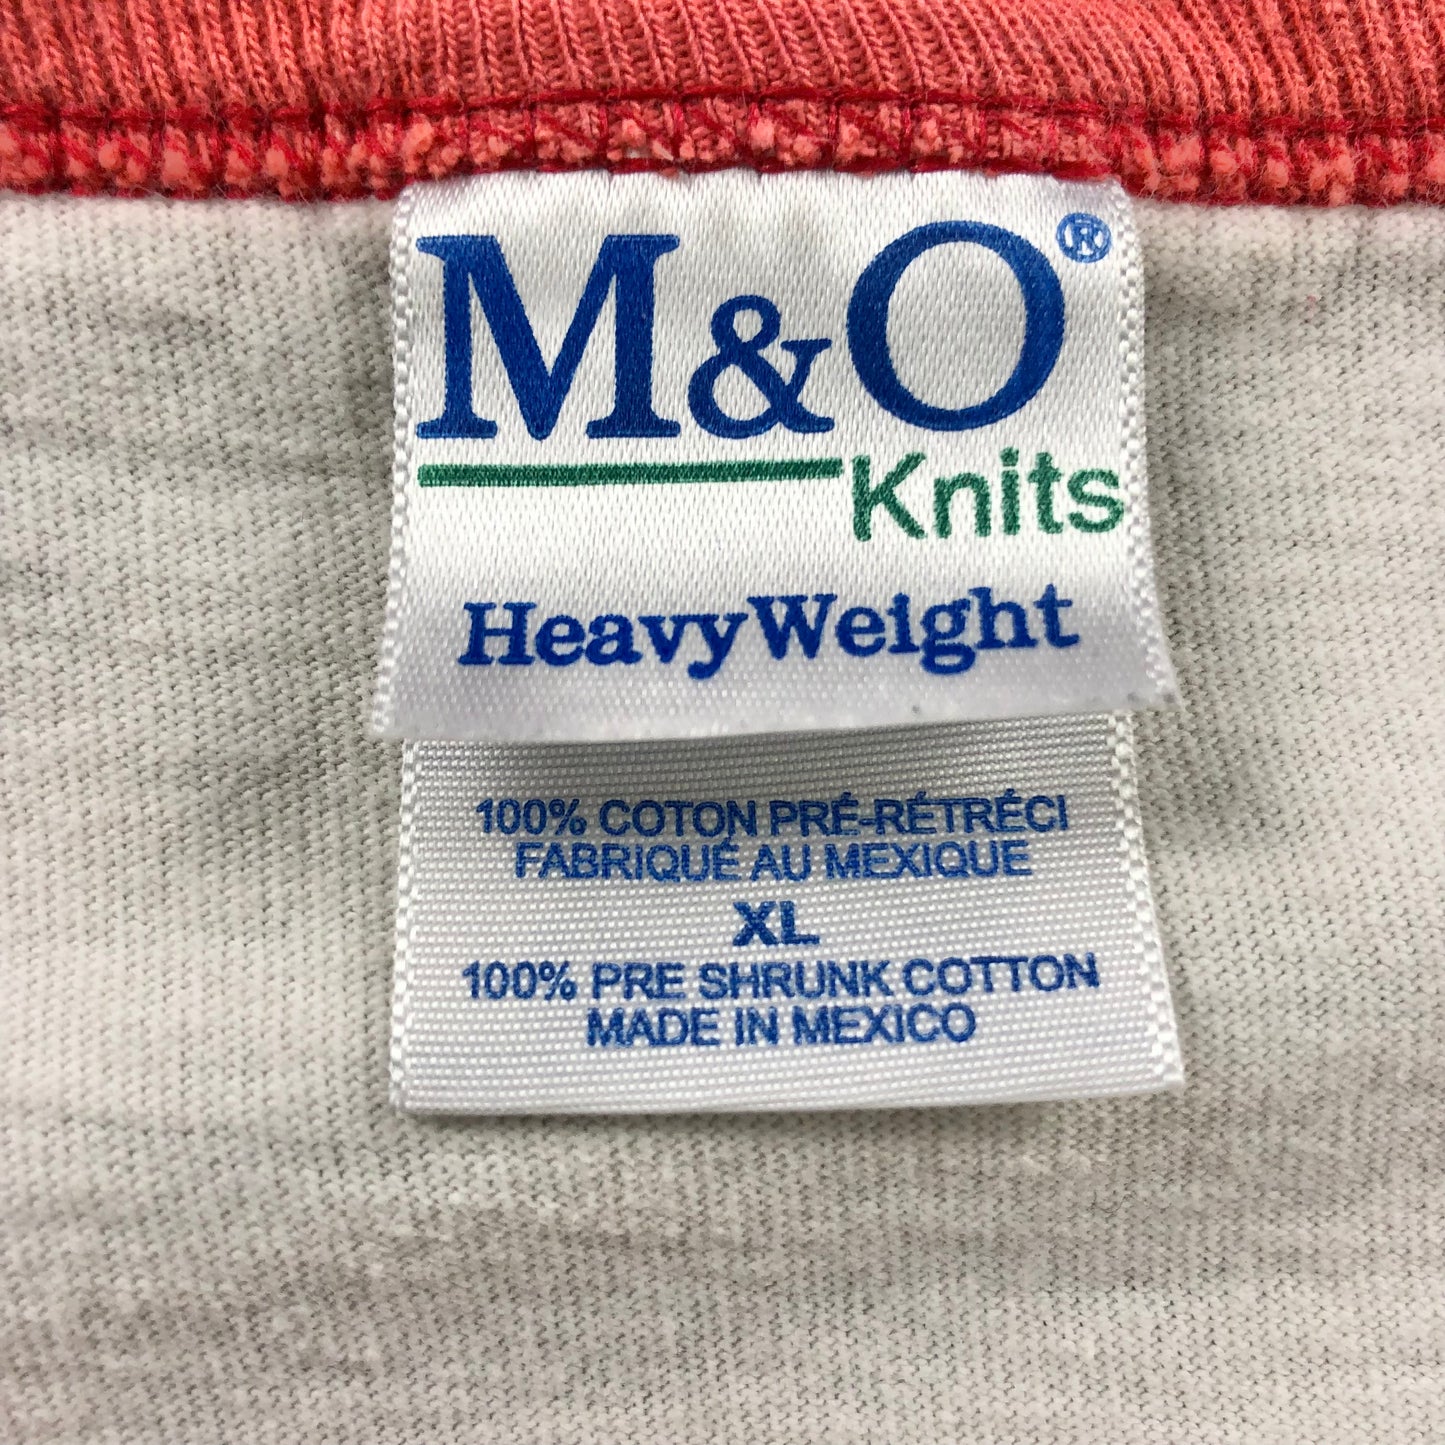 M&O®
Knits
HeavyWeight
100% COTON PRÉ-RÉTRÉCI
FABRIQUÉ AU MEXIQUE
XL
100% PRE SHRUNK COTTON
MADE IN MEXICO